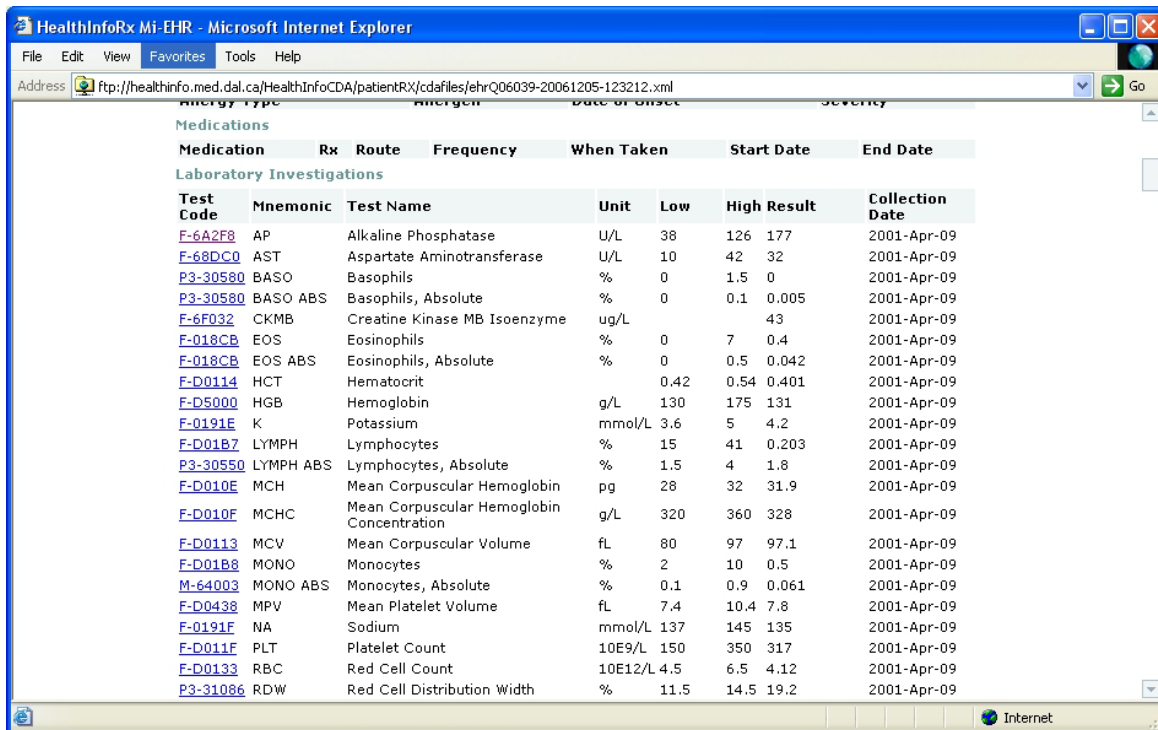 HealthInfoRx Mi-EHR - Microsoft Internet Explorer
File Edit View Favorites Tools Help
Address ftp://healthinfo.med.dal.ca/HealthInfoCDA/patientRX/cdafiles/ehrQ06039-20061205-123212.xml Go
Allergy Type Allergen Date of Onset Severity
Medications
Medication Rx Route Frequency When Taken Start Date End Date
Laboratory Investigations
Test Code Mnemonic Test Name Unit Low High Result Collection Date
F-6A2F8 AP Alkaline Phosphatase U/L 38 126 177 2001-Apr-09
F-68DC0 AST Aspartate Aminotransferase U/L 10 42 32 2001-Apr-09
P3-30580 BASO Basophils % 0 1.5 0 2001-Apr-09
P3-30580 BASO ABS Basophils, Absolute % 0 0.1 0.005 2001-Apr-09
F-6F032 CKMB Creatine Kinase MB Isoenzyme ug/L 43 2001-Apr-09
F-018CB EOS Eosinophils % 0 7 0.4 2001-Apr-09
F-018CB EOS ABS Eosinophils, Absolute % 0 0.5 0.042 2001-Apr-09
F-D0114 HCT Hematocrit 0.42 0.54 0.401 2001-Apr-09
F-D5000 HGB Hemoglobin g/L 130 175 131 2001-Apr-09
F-0191E K Potassium mmol/L 3.6 5 4.2 2001-Apr-09
F-D01B7 LYMPH Lymphocytes % 15 41 0.203 2001-Apr-09
P3-30550 LYMPH ABS Lymphocytes, Absolute % 1.5 4 1.8 2001-Apr-09
F-D010E MCH Mean Corpuscular Hemoglobin pg 28 32 31.9 2001-Apr-09
F-D010F MCHC Mean Corpuscular Hemoglobin Concentration g/L 320 360 328 2001-Apr-09
F-D0113 MCV Mean Corpuscular Volume fL 80 97 97.1 2001-Apr-09
F-D01B8 MONO Monocytes % 2 10 0.5 2001-Apr-09
M-64003 MONO ABS Monocytes, Absolute % 0.1 0.9 0.061 2001-Apr-09
F-D0438 MPV Mean Platelet Volume fL 7.4 10.4 7.8 2001-Apr-09
F-0191F NA Sodium mmol/L 137 145 135 2001-Apr-09
F-D011F PLT Platelet Count 10E9/L 150 350 317 2001-Apr-09
F-D0133 RBC Red Cell Count 10E12/L 4.5 6.5 4.12 2001-Apr-09
P3-31086 RDW Red Cell Distribution Width % 11.5 14.5 19.2 2001-Apr-09
Internet